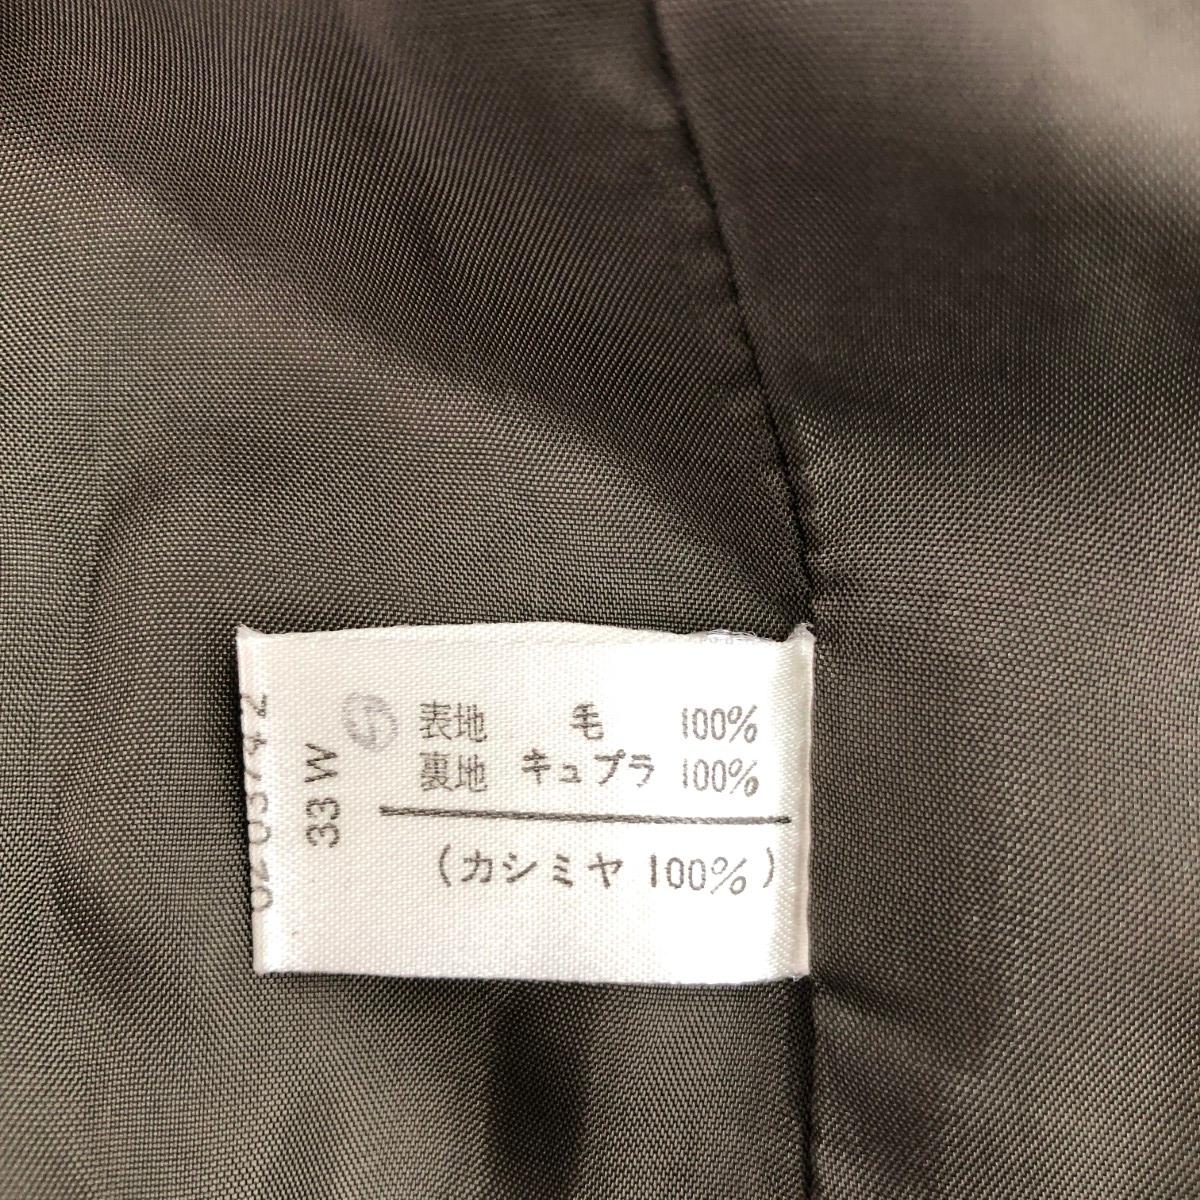 表地 毛 100%
裏地 キュプラ 100%
(カシミヤ 100%)
33 W